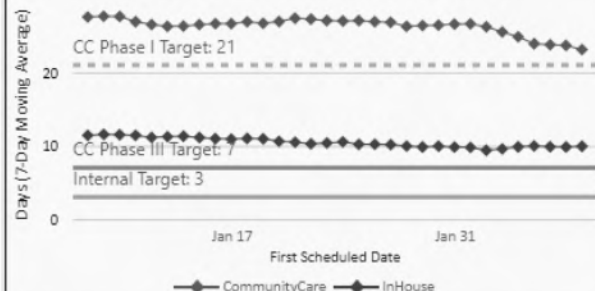 Days (7-Day Moving Average)
CC Phase I Target: 21
20
10
CC Phase III Target: 7
Internal Target: 3
0
Jan 17
Jan 31
First Scheduled Date
CommunityCare
InHouse